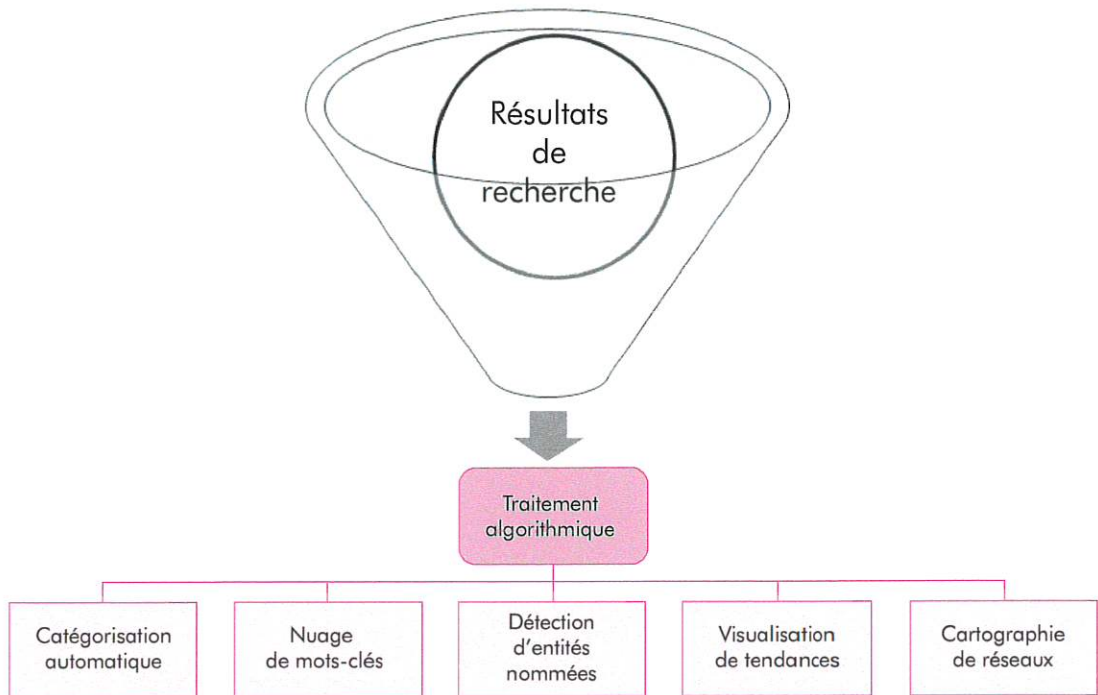 Résultats
de
recherche
Traitement
algorithmique
Catégorisation
automatique
Nuage
de mots-clés
Détection
d'entités
nommées
Visualisation
de tendances
Cartographie
de réseaux